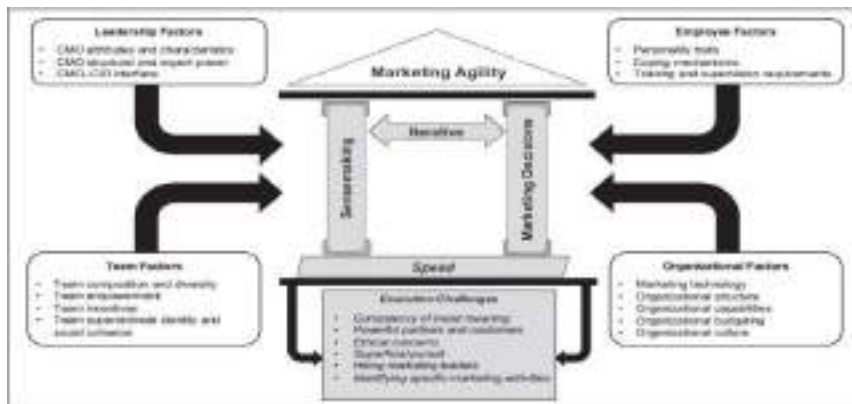 Leadership Factors
• CMO attributes and characteristics
• CMO structural and expert power
• CMO-CIO interface
Employee Factors
• Personality traits
• Coping mechanisms
• Training and supervision requirements
Marketing Agility
Iterative
Sensemaking
Marketing Decisions
Speed
Team Factors
• Team composition and diversity
• Team empowerment
• Team incentives
• Team superordinate identity and
social cohesion
Organizational Factors
• Marketing technology
• Organizational structure
• Organizational capabilities
• Organizational budgeting
• Organizational culture
Execution Challenges
• Consistency of brand meaning
• Powerful partners and customers
• Ethical concerns
•
• Hiring marketing leaders
• Identifying specific marketing activities